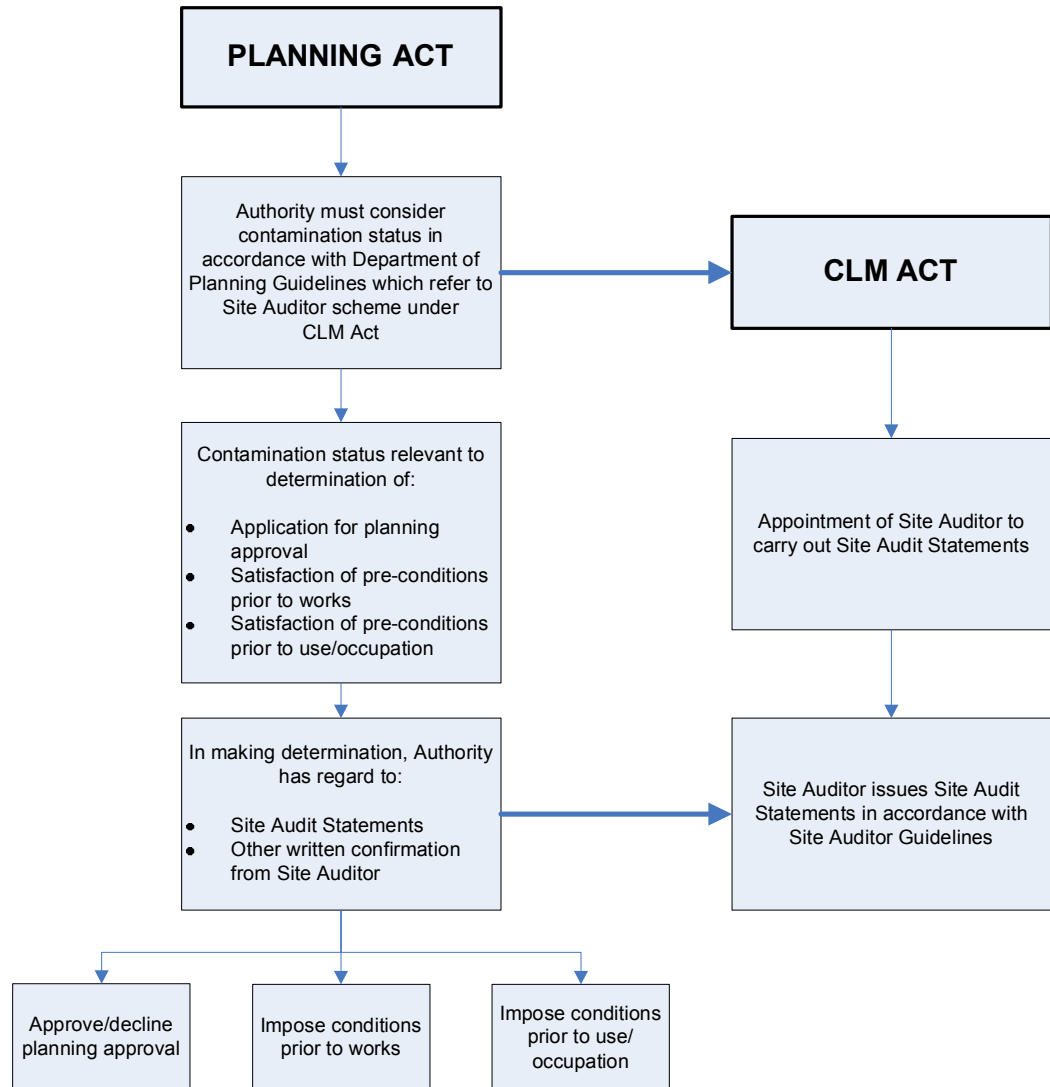 PLANNING ACT
Authority must consider
contamination status in
accordance with Department of
Planning Guidelines which refer to
Site Auditor scheme under
CLM Act
CLM ACT
Contamination status relevant to
determination of:
• Application for planning
approval
• Satisfaction of pre-conditions
prior to works
• Satisfaction of pre-conditions
prior to use/occupation
Appointment of Site Auditor to
carry out Site Audit Statements
In making determination, Authority
has regard to:
• Site Audit Statements
• Other written confirmation
from Site Auditor
Site Auditor issues Site Audit
Statements in accordance with
Site Auditor Guidelines
Approve/decline
planning approval
Impose conditions
prior to works
Impose conditions
prior to use/
occupation